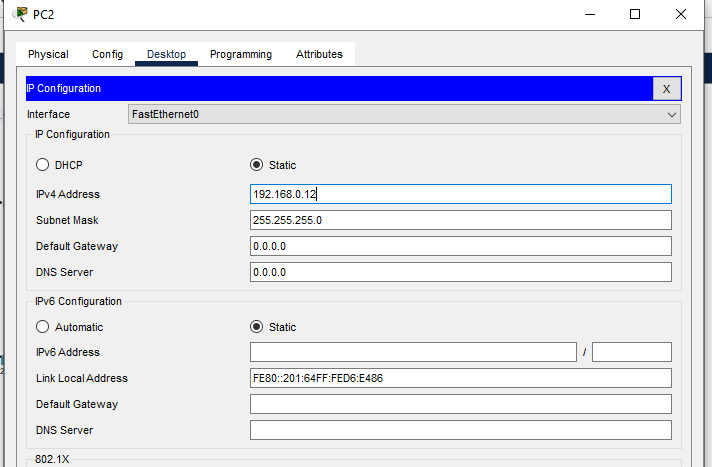 PC2
Physical Config Desktop Programming Attributes
IP Configuration X
Interface FastEthernet0
IP Configuration
DHCP Static
IPv4 Address 192.168.0.12
Subnet Mask 255.255.255.0
Default Gateway 0.0.0.0
DNS Server 0.0.0.0
IPv6 Configuration
Automatic Static
IPv6 Address /
Link Local Address FE80::201:64FF:FED6:E486
Default Gateway
DNS Server
802.1X